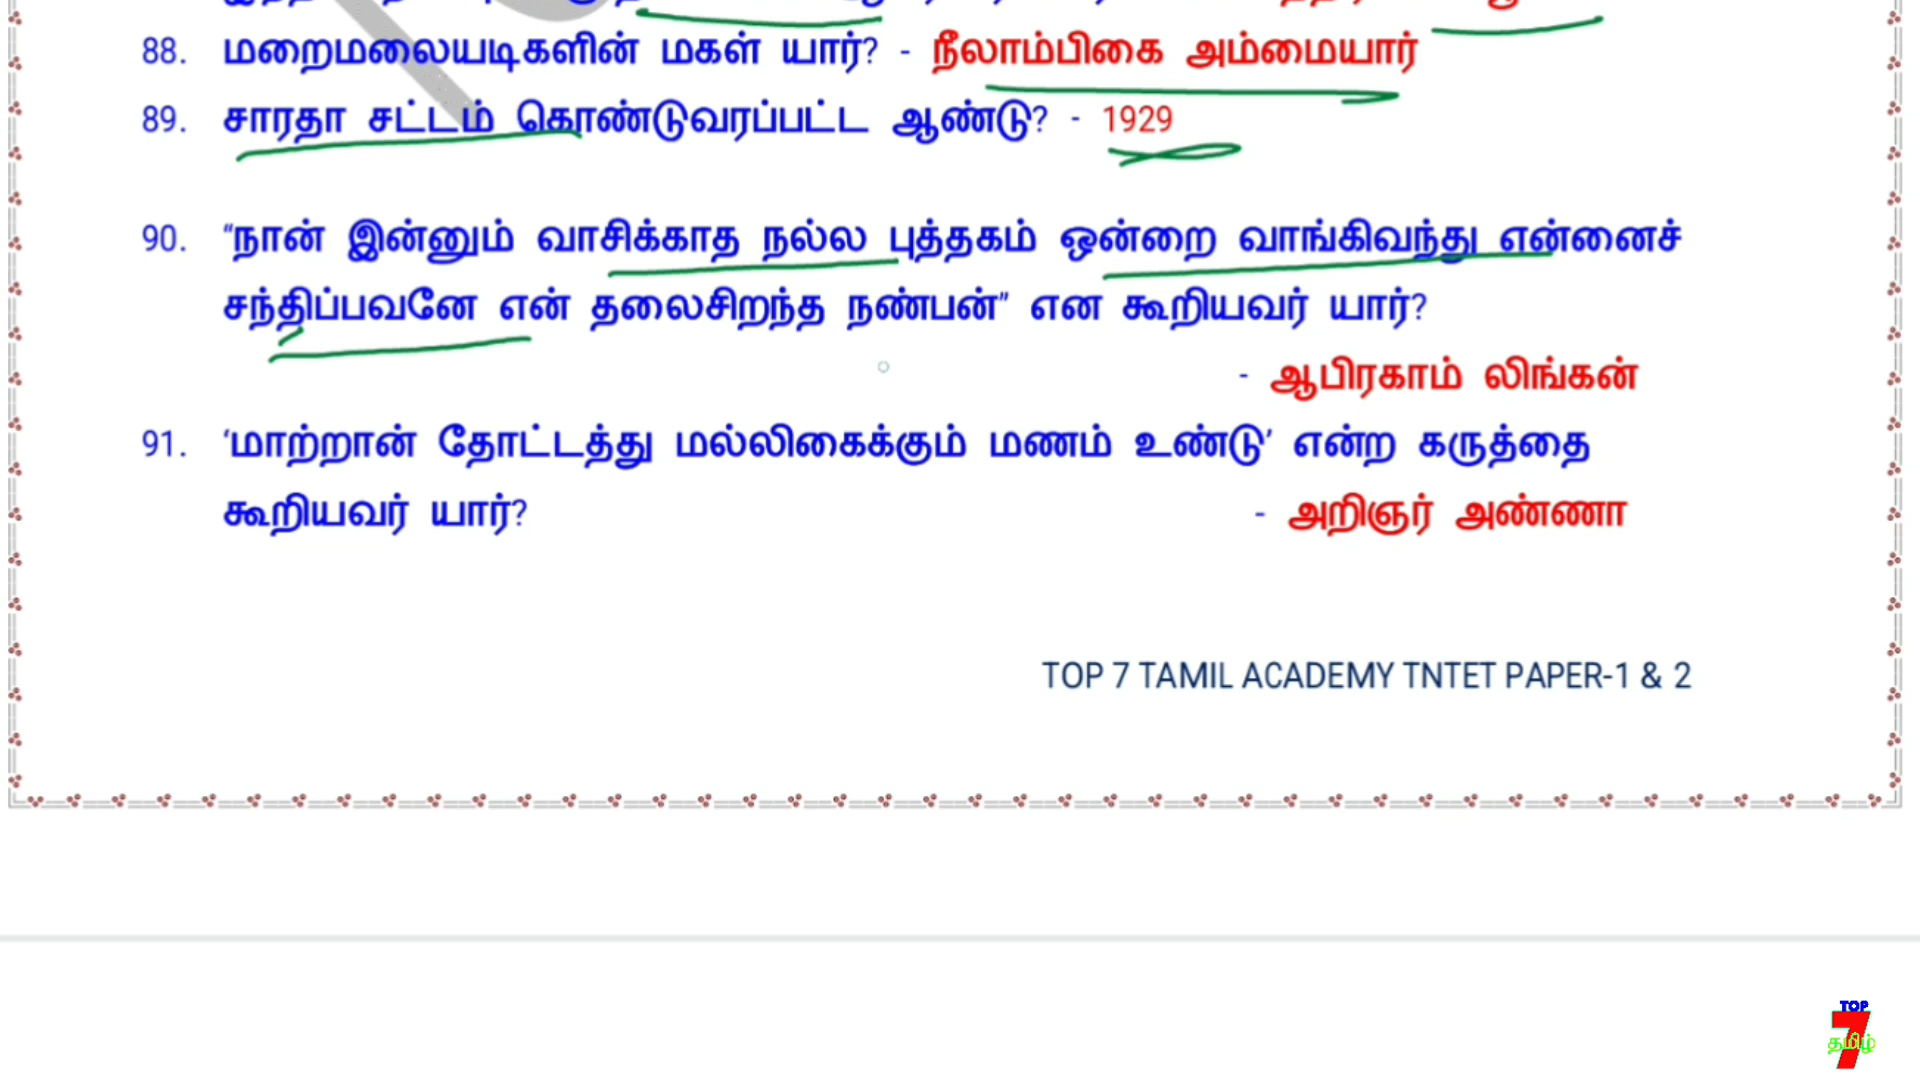 88. மறைமலையடிகளின் மகள் யார்? - நீலாம்பிகை அம்மையார்
89. சாரதா சட்டம் கொண்டுவரப்பட்ட ஆண்டு? - 1929
90. “நான் இன்னும் வாசிக்காத நல்ல புத்தகம் ஒன்றை வாங்கிவந்து என்னைச்
சந்திப்பவனே என் தலைசிறந்த நண்பன்” என கூறியவர் யார்?
- ஆபிரகாம் லிங்கன்
91. ‘மாற்றான் தோட்டத்து மல்லிகைக்கும் மணம் உண்டு’ என்ற கருத்தை
கூறியவர் யார்? - அறிஞர் அண்ணா
TOP 7 TAMIL ACADEMY TNTET PAPER-1 & 2
TOP
7
தமிழ்